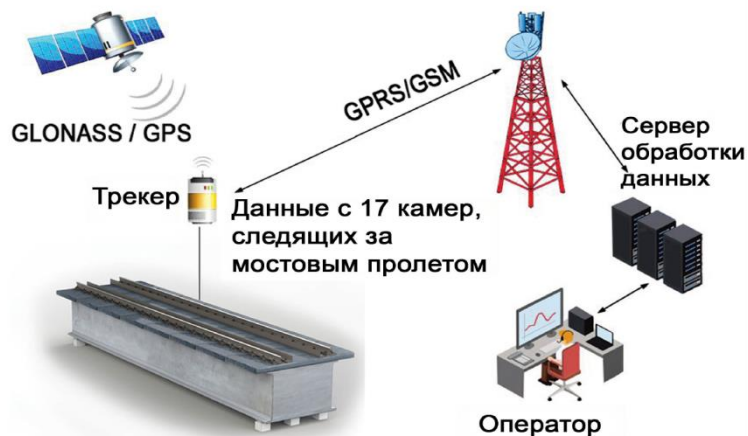 GLONASS / GPS
GPRS/GSM
Трекер
Данные с 17 камер,
следящих за
мостовым пролетом
Сервер
обработки
данных
Оператор